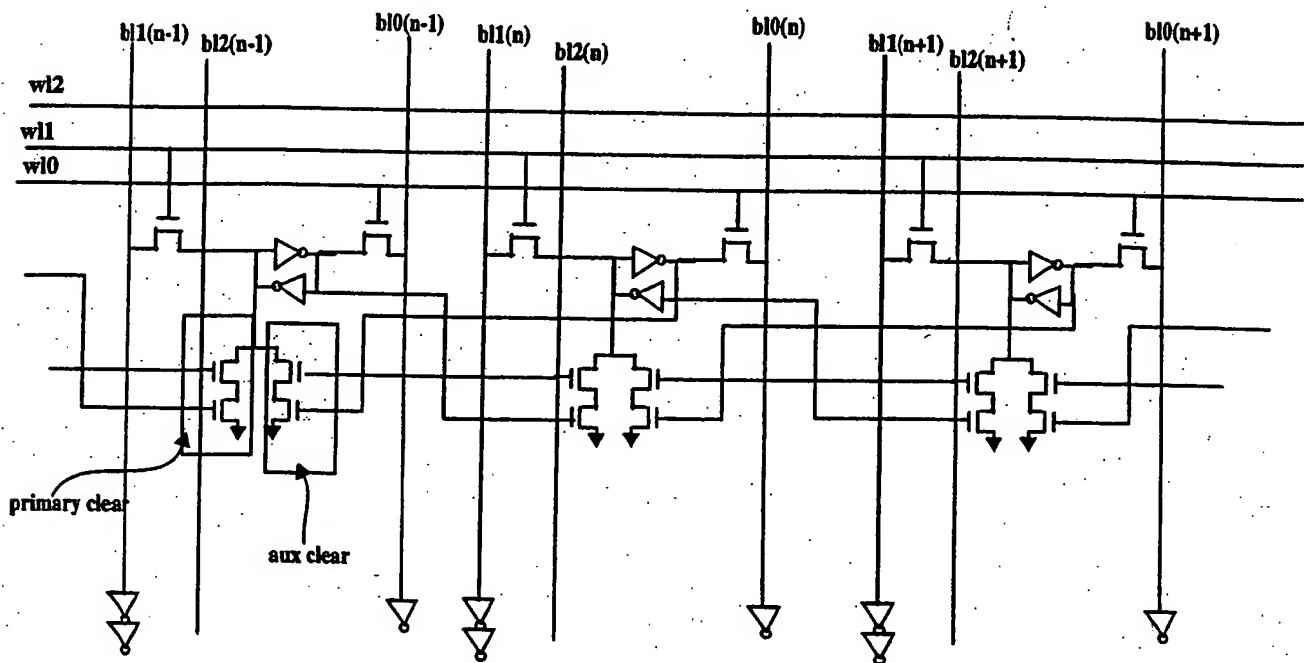 bl1(n-1)
bl2(n-1)
bl0(n-1)
bl1(n)
bl2(n)
bl0(n)
bl1(n+1)
bl2(n+1)
bl0(n+1)
wl2
wl1
wl0
primary clear
aux clear